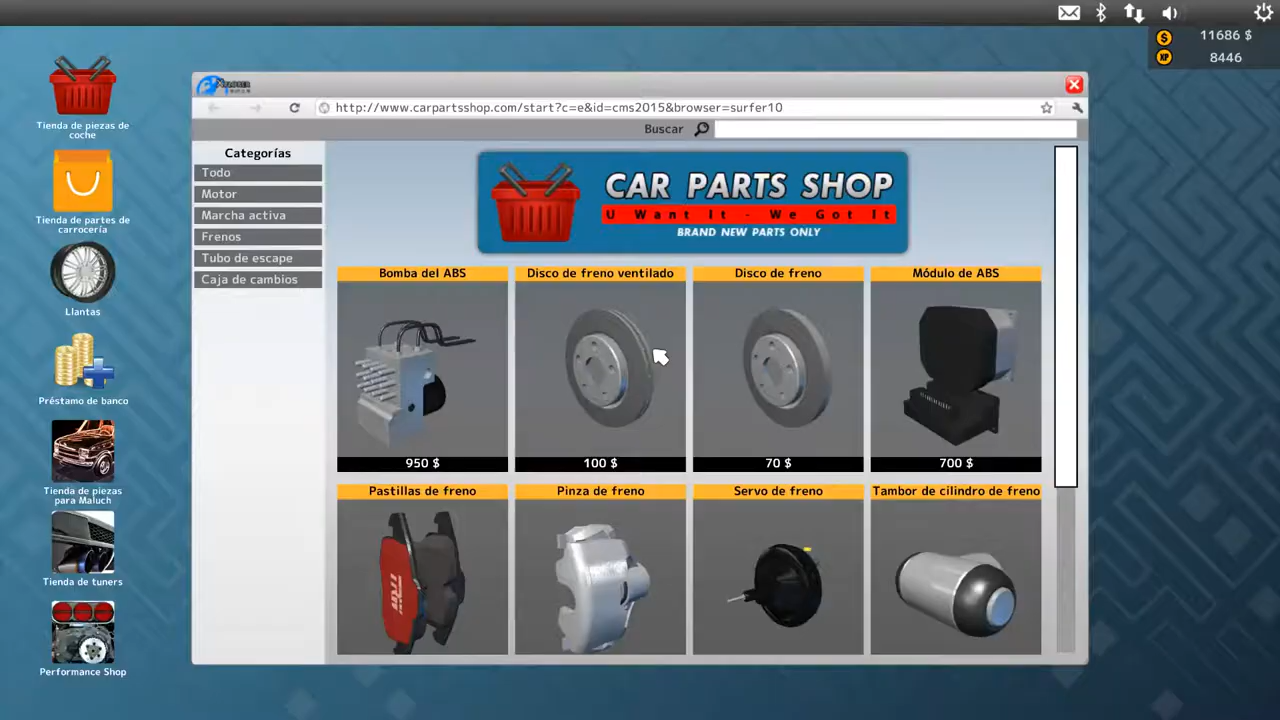 11686 $
8446
Tienda de piezas de
coche
Tienda de partes de
carrocería
Llantas
Préstamo de banco
Tienda de piezas
para Maluch
Tienda de tuners
Performance Shop
http://www.carpartsshop.com/start?c=e&id=cms2015&browser=surfer10
Buscar
Categorías
Todo
Motor
Marcha activa
Frenos
Tubo de escape
Caja de cambios
CAR PARTS SHOP
U Want It - We Got It
BRAND NEW PARTS ONLY
Bomba del ABS
950 $
Disco de freno ventilado
100 $
Disco de freno
70 $
Módulo de ABS
700 $
Pastillas de freno
TRW
Pinza de freno
Servo de freno
Tambor de cilindro de freno